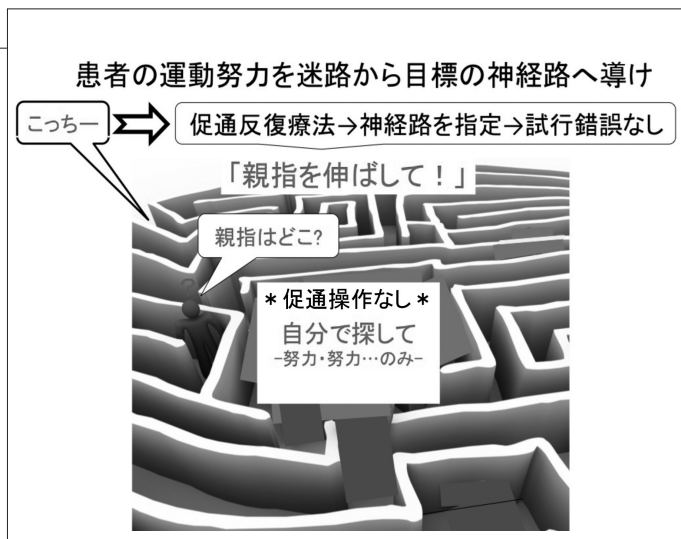 患者の運動努力を迷路から目標の神経路へ導け
こっちー
促通反復療法→神経路を指定→試行錯誤なし
「親指を伸ばして！」
親指はどこ?
＊促通操作なし＊
自分で探して
-努力・努力…のみ-
?